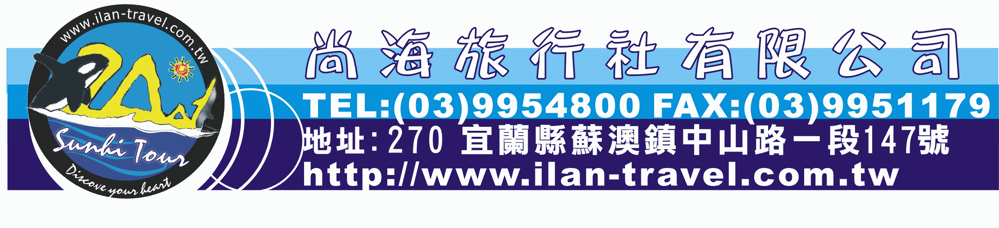 www.ilan-travel.com.tw
Sunhi Tour
Discove your heart
尚海旅行社有限公司
TEL:(03)9954800 FAX:(03)9951179
地址:270 宜蘭縣蘇澳鎮中山路一段147號
http://www.ilan-travel.com.tw